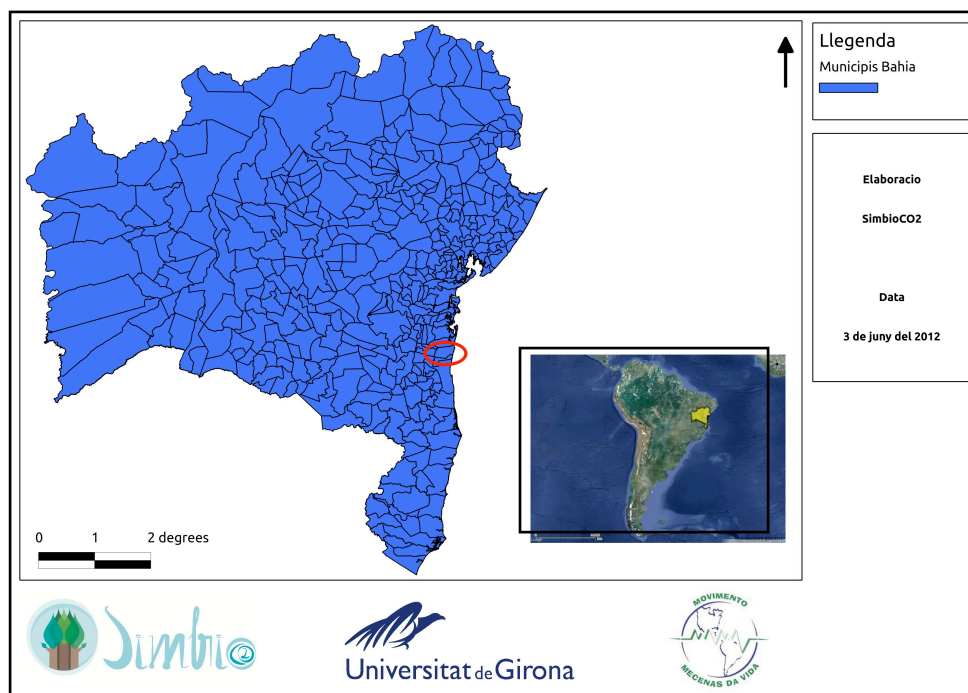 Llegenda
Municipis Bahia
Elaboracio
SimbioCO2
Data
3 de juny del 2012
0 1 2 degrees
Simbio2
Universitat de Girona
MOVIMENTO
MECENAS DA VIDA